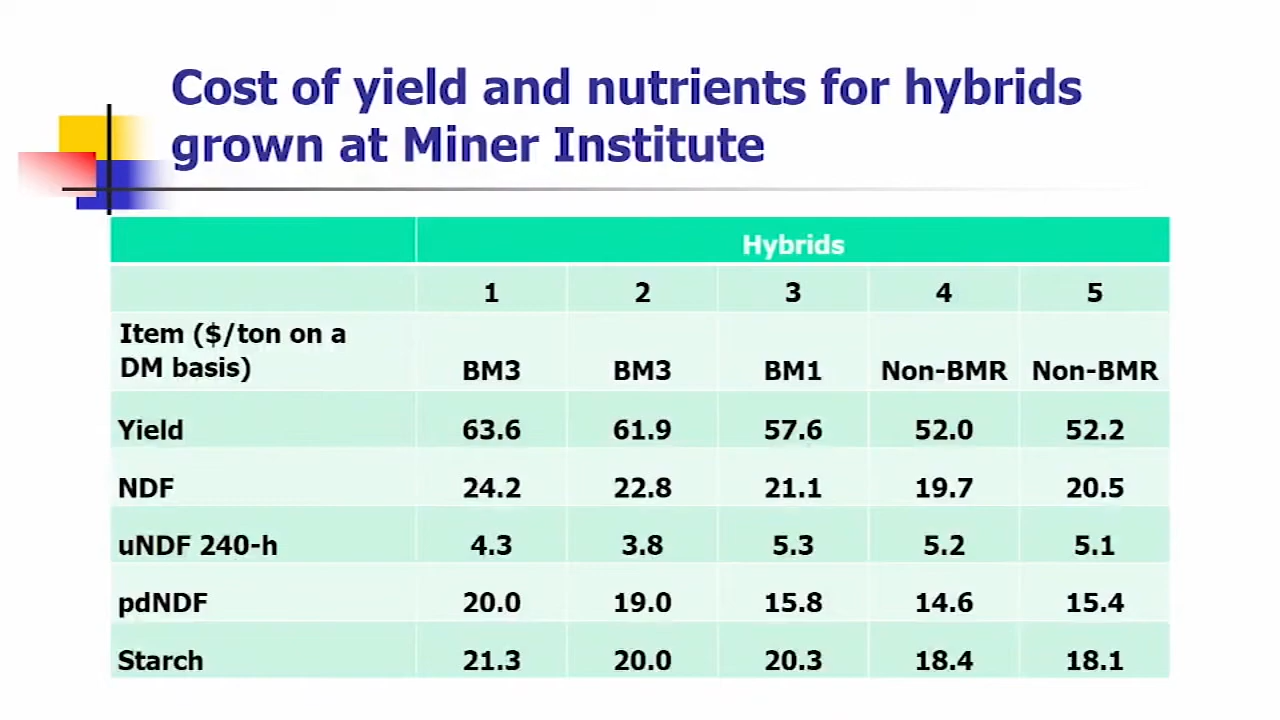 Cost of yield and nutrients for hybrids
grown at Miner Institute
Hybrids
1 2 3 4 5
Item ($/ton on a
DM basis) BM3 BM3 BM1 Non-BMR Non-BMR
Yield 63.6 61.9 57.6 52.0 52.2
NDF 24.2 22.8 21.1 19.7 20.5
uNDF 240-h 4.3 3.8 5.3 5.2 5.1
pdNDF 20.0 19.0 15.8 14.6 15.4
Starch 21.3 20.0 20.3 18.4 18.1